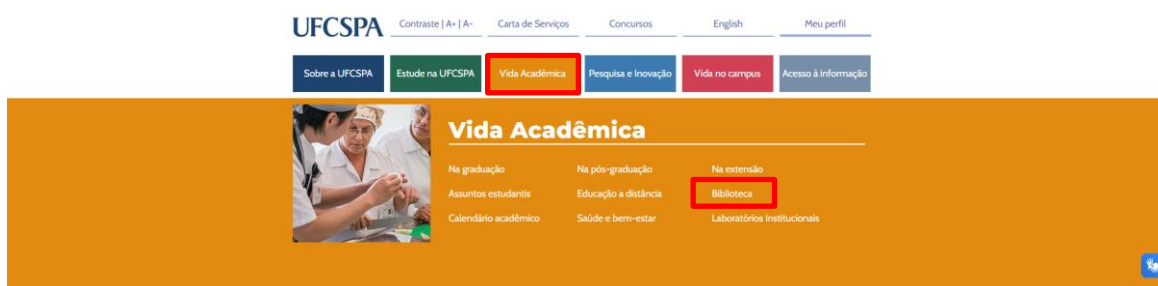 UFCSPA Contraste | A+ | A- Carta de Serviços Concursos English Meu perfil
Sobre a UFCSPA Estude na UFCSPA Vida Acadêmica Pesquisa e Inovação Vida no campus Acesso à informação
Vida Acadêmica
Na graduação Na pós-graduação Na extensão
Assuntos estudantis Educação a distância Biblioteca
Calendário acadêmico Saúde e bem-estar Laboratórios Institucionais